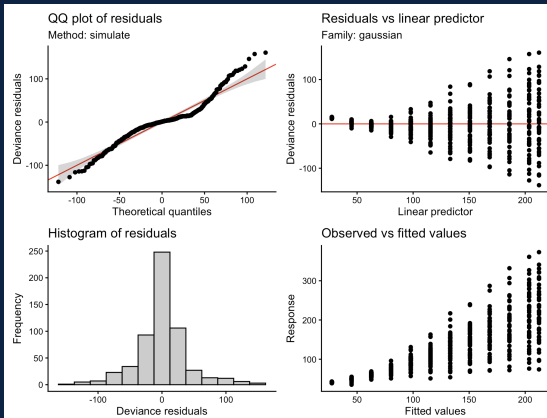 QQ plot of residuals
Method: simulate
Deviance residuals
100
0
-100
-100
-50
0
50
100
Theoretical quantiles
Residuals vs linear predictor
Family: gaussian
Deviance residuals
100
0
-100
50
100
150
200
Linear predictor
Histogram of residuals
Frequency
250
200
150
100
50
0
-100
0
100
Deviance residuals
Observed vs fitted values
Response
300
200
100
50
100
150
200
Fitted values